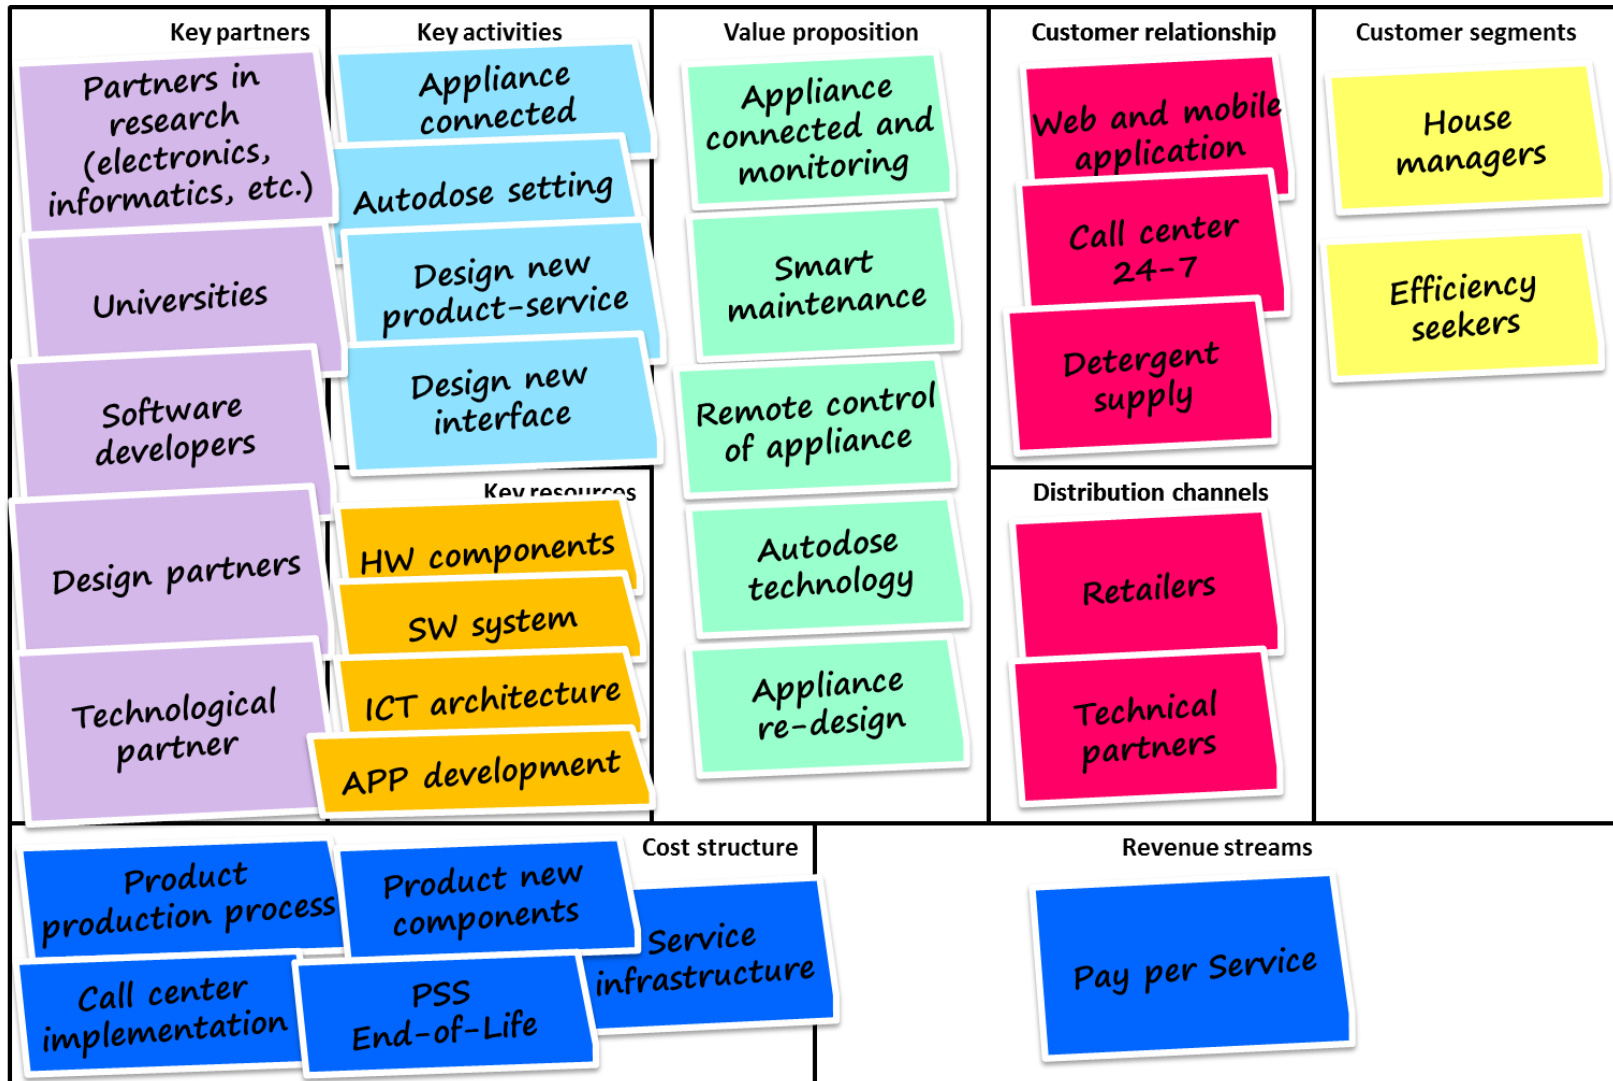 Key partners
Partners in
research
(electronics,
informatics, etc.)
Universities
Software
developers
Design partners
Technological
partner
Key activities
Appliance
connected
Autodose setting
Design new
product-service
Design new
interface
Key resources
HW components
SW system
ICT architecture
APP development
Value proposition
Appliance
connected and
monitoring
Smart
maintenance
Remote control
of appliance
Autodose
technology
Appliance
re-design
Customer relationship
Web and mobile
application
Call center
24-7
Detergent
supply
Distribution channels
Retailers
Technical
partners
Customer segments
House
managers
Efficiency
seekers
Cost structure
Product
production process
Product new
components
Service
infrastructure
Call center
implementation
PSS
End-of-Life
Revenue streams
Pay per Service